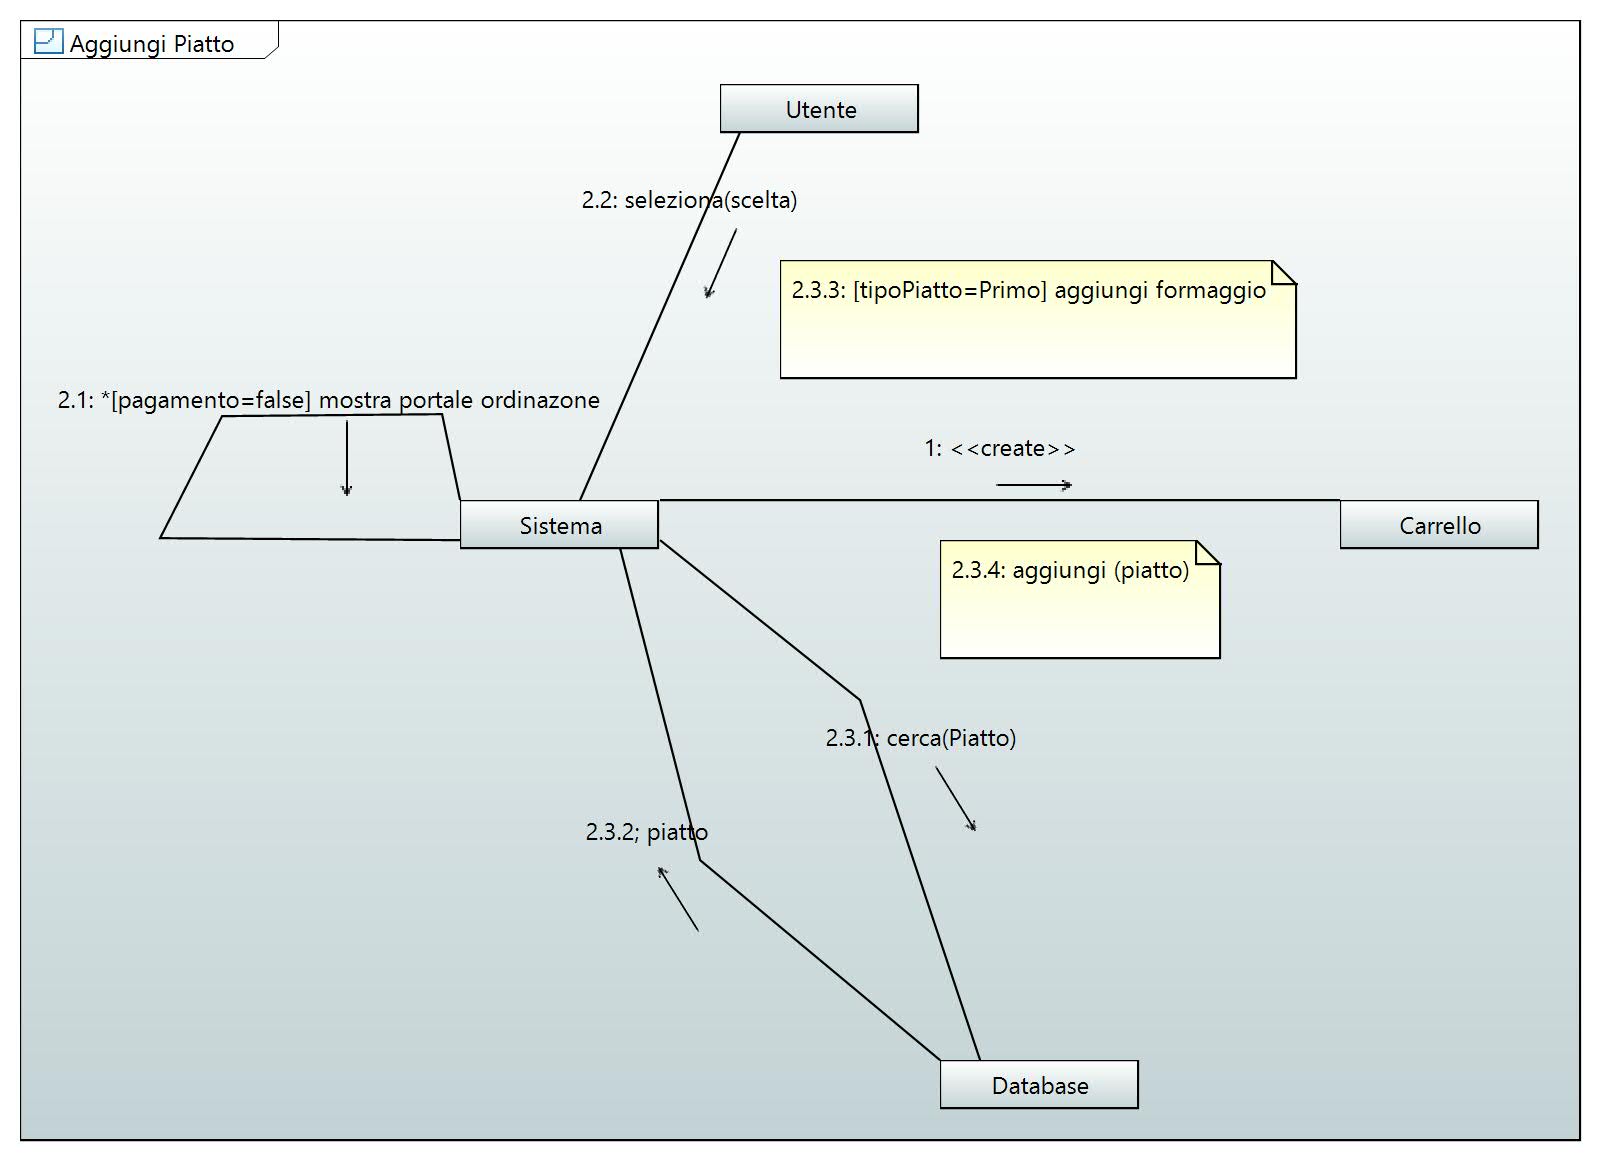 Aggiungi Piatto
Utente
2.2: seleziona(scelta)
2.3.3: [tipoPiatto=Primo] aggiungi formaggio
2.1: *[pagamento=false] mostra portale ordinazone
1: <<create>>
Sistema
Carrello
2.3.4: aggiungi (piatto)
2.3.1: cerca(Piatto)
2.3.2; piatto
Database